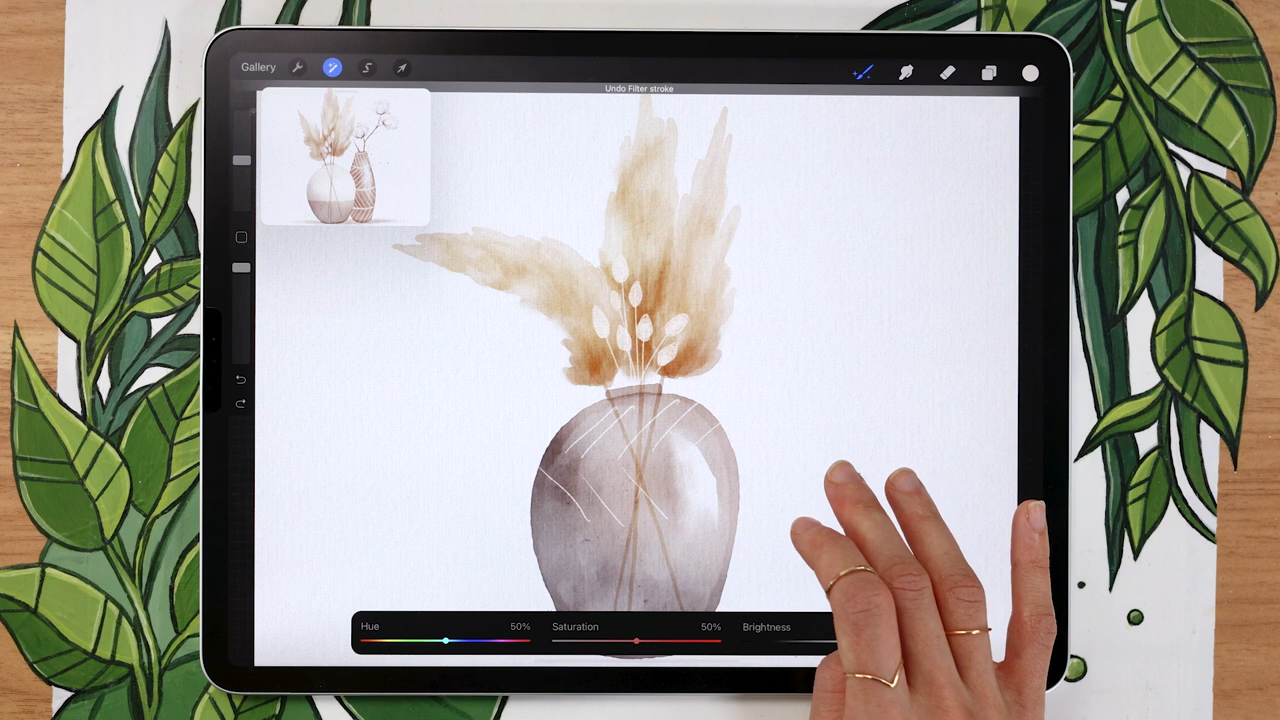 Gallery
Undo Filter stroke
Hue 50%
Saturation 50%
Brightness